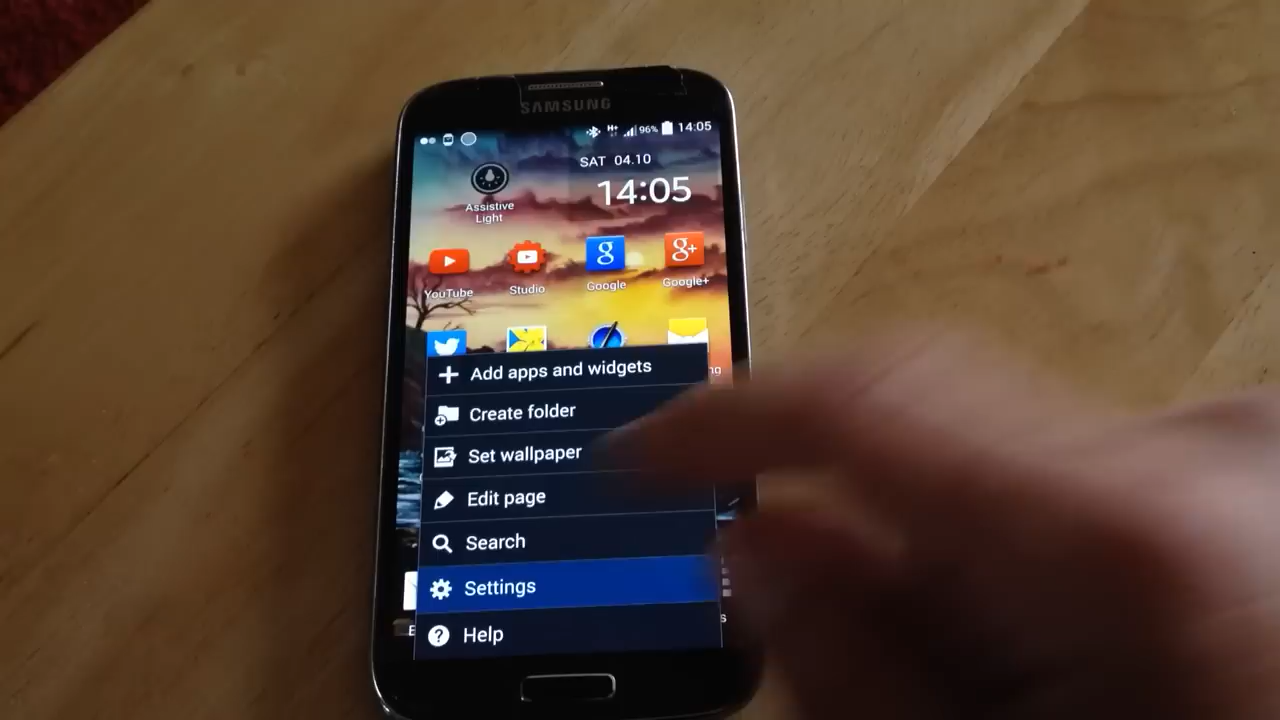 SAMSUNG
96% 14:05
SAT 04.10
14:05
Assistive
Light
YouTube
Studio
Google
Google+
Add apps and widgets
Create folder
Set wallpaper
Edit page
Search
Settings
Help